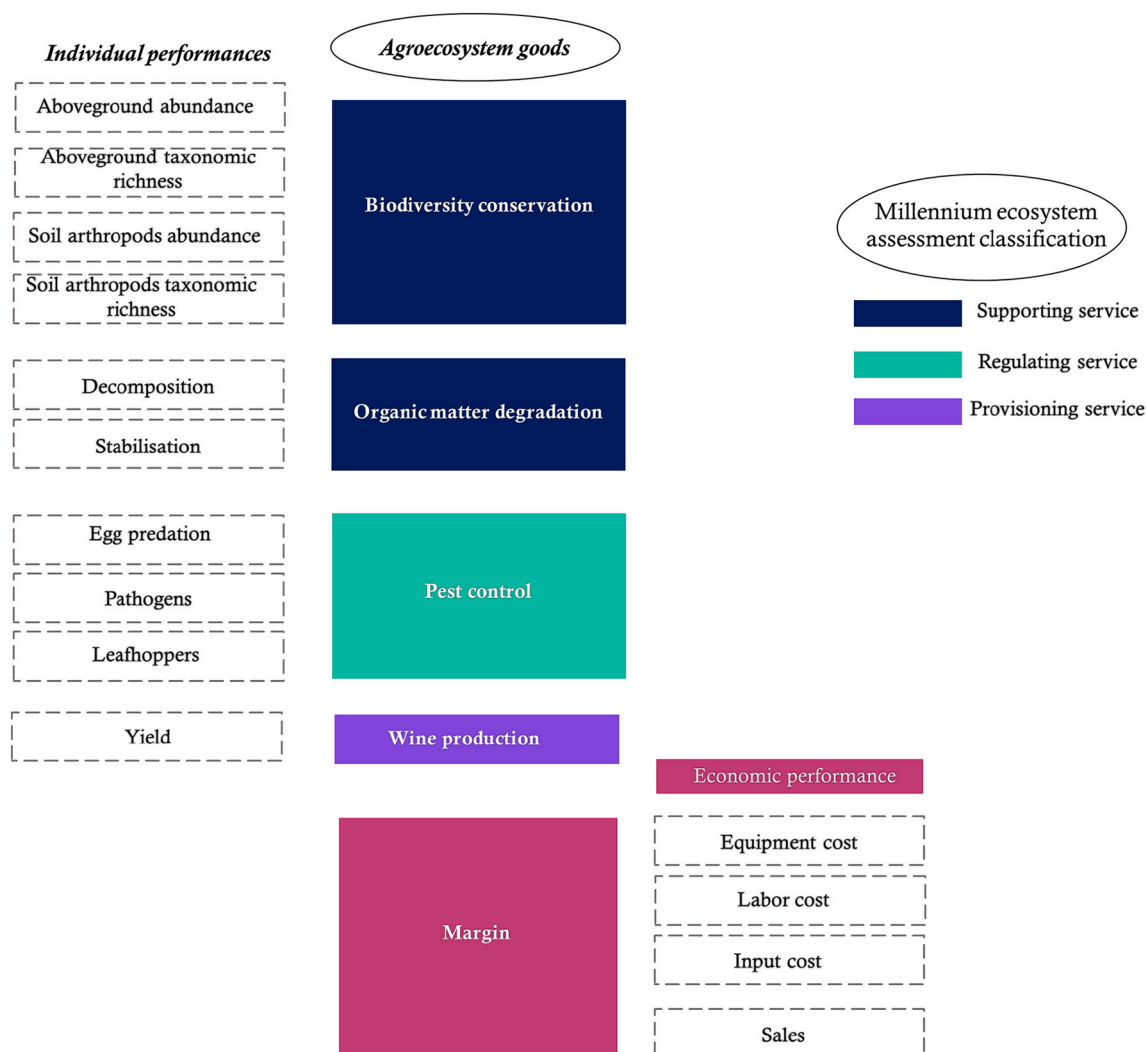 Individual performances
Agroecosystem goods
Aboveground abundance
Aboveground taxonomic
richness
Soil arthropods abundance
Soil arthropods taxonomic
richness
Biodiversity conservation
Millennium ecosystem
assessment classification
Supporting service
Regulating service
Provisioning service
Decomposition
Stabilisation
Organic matter degradation
Egg predation
Pathogens
Leafhoppers
Pest control
Yield
Wine production
Economic performance
Margin
Equipment cost
Labor cost
Input cost
Sales